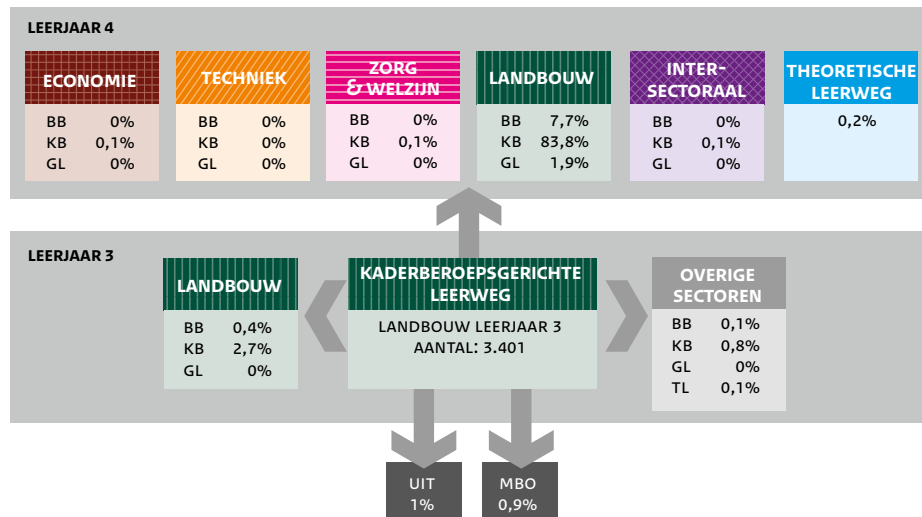 LEERJAAR 4
ECONOMIE
BB 0%
KB 0,1%
GL 0%
TECHNIEK
BB 0%
KB 0%
GL 0%
ZORG
& WELZIJN
BB 0%
KB 0,1%
GL 0%
LANDBOUW
BB 7,7%
KB 83,8%
GL 1,9%
INTER-
SECTORAAL
BB 0%
KB 0,1%
GL 0%
THEORETISCHE
LEERWEG
0,2%
LEERJAAR 3
LANDBOUW
BB 0,4%
KB 2,7%
GL 0%
KADERBEROEPSGERICHTE
LEERWEG
LANDBOUW LEERJAAR 3
AANTAL: 3.401
OVERIGE
SECTOREN
BB 0,1%
KB 0,8%
GL 0%
TL 0,1%
UIT
1%
MBO
0,9%